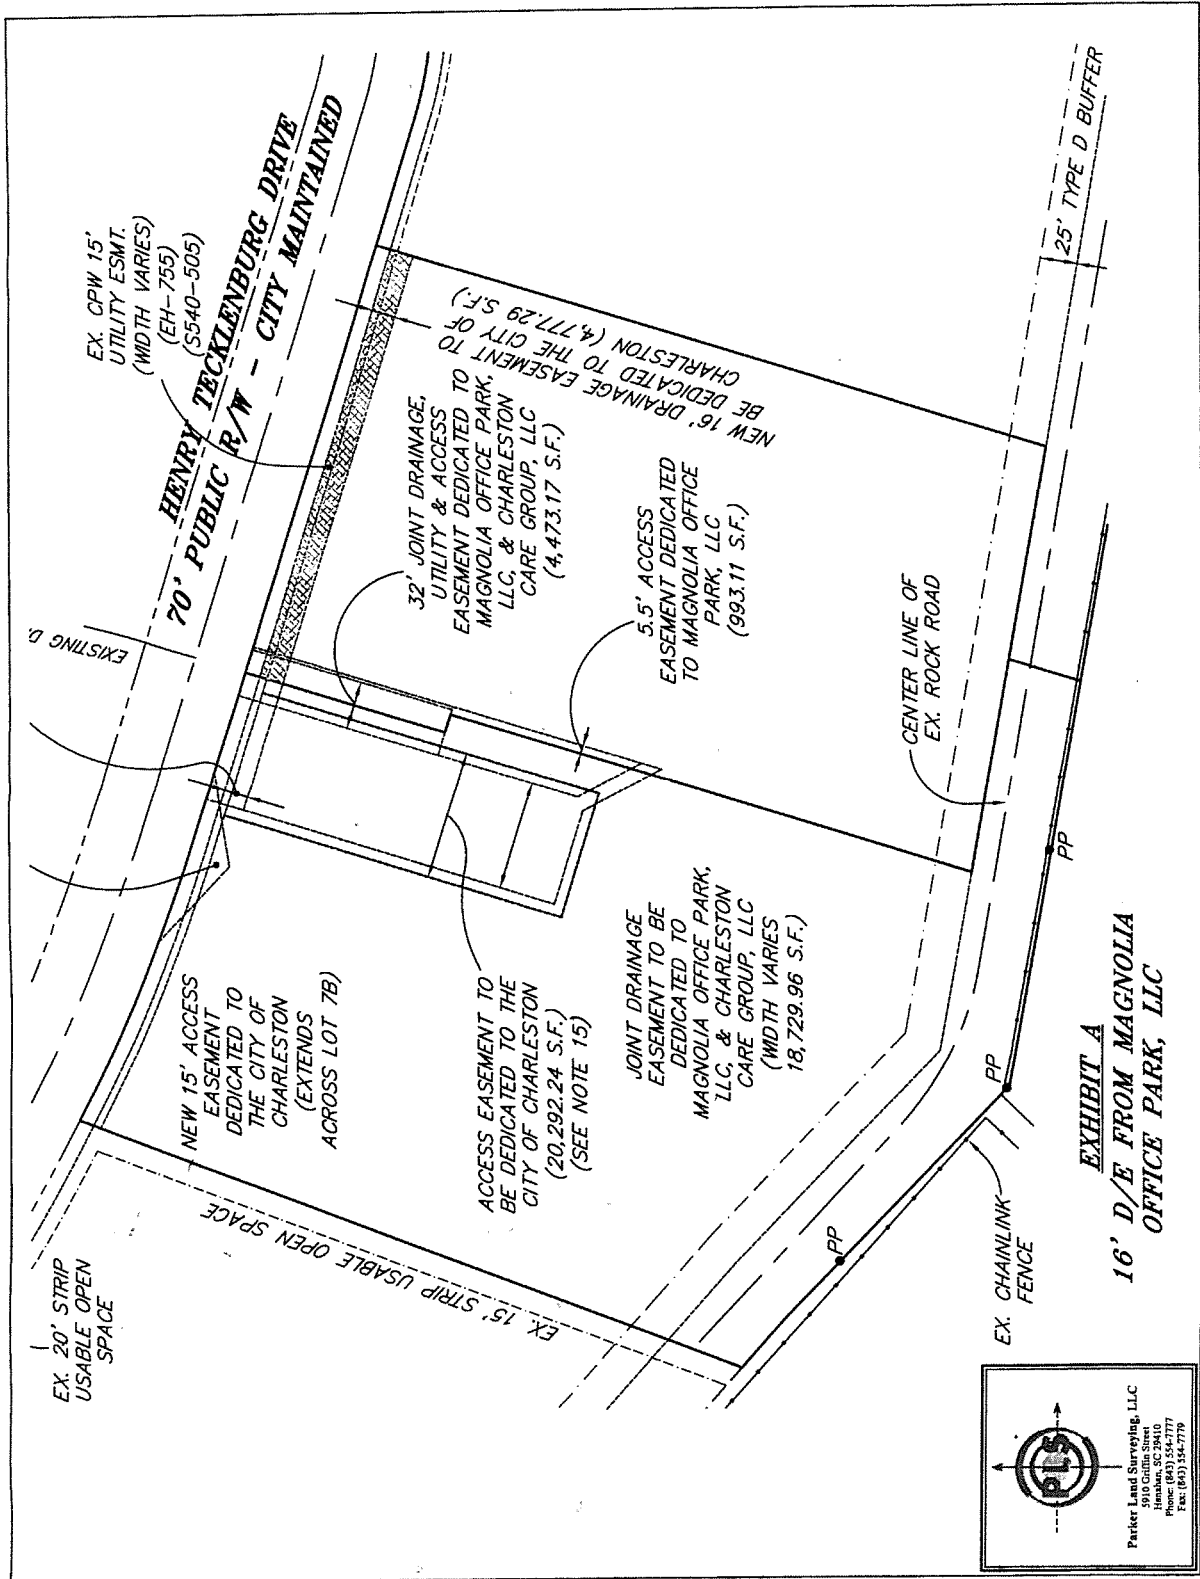 EX. 20' STRIP
USABLE OPEN
SPACE
EX. 15' STRIP USABLE OPEN SPACE
NEW 15' ACCESS
EASEMENT
DEDICATED TO
THE CITY OF
CHARLESTON
(EXTENDS
ACROSS LOT 7B)
ACCESS EASEMENT TO
BE DEDICATED TO THE
CITY OF CHARLESTON
(20,292.24 S.F.)
(SEE NOTE 15)
JOINT DRAINAGE
EASEMENT TO BE
DEDICATED TO
MAGNOLIA OFFICE PARK,
LLC, & CHARLESTON
CARE GROUP, LLC
(WIDTH VARIES
18,729.96 S.F.)
EXISTING D.
HENRY TECKLENBURG DRIVE
70' PUBLIC R/W - CITY MAINTAINED
EX. CPW 15'
UTILITY ESMT.
(WIDTH VARIES)
(EH-755)
(S540-505)
32' JOINT DRAINAGE,
UTILITY & ACCESS
EASEMENT DEDICATED TO
MAGNOLIA OFFICE PARK,
LLC, & CHARLESTON
CARE GROUP, LLC
(4,473.17 S.F.)
NEW 16' DRAINAGE EASEMENT TO
BE DEDICATED TO THE CITY OF
CHARLESTON (4,777.29 S.F.)
5.5' ACCESS
EASEMENT DEDICATED
TO MAGNOLIA OFFICE
PARK, LLC
(993.11 S.F.)
CENTER LINE OF
EX. ROCK ROAD
25' TYPE D BUFFER
PP
PP
PP
EX. CHAINLINK
FENCE
EXHIBIT A
16' D/E FROM MAGNOLIA
OFFICE PARK, LLC
PLS
Parker Land Surveying, LLC
5910 Griffin Street
Hanahan, SC 29410
Phone: (843) 554-7777
Fax: (843) 554-7779